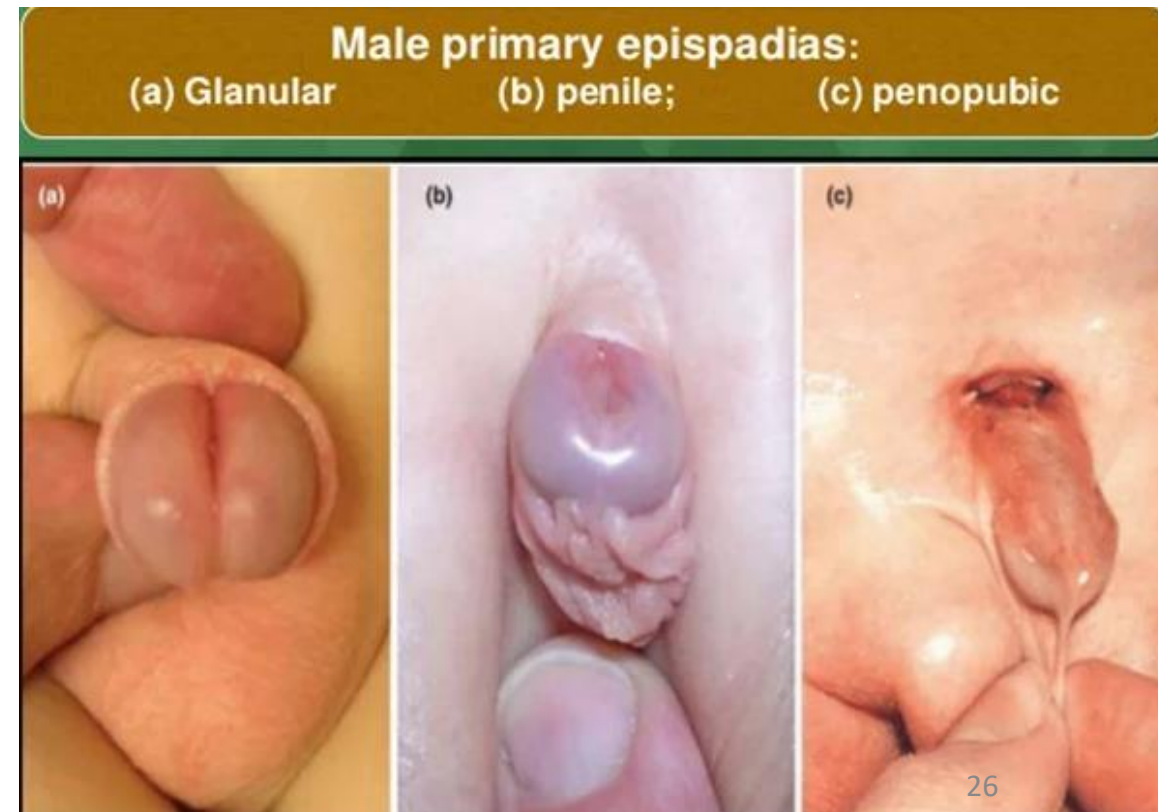 Male primary epispadias:
(a) Glanular (b) penile; (c) penopubic
(a)
(b)
(c)
26